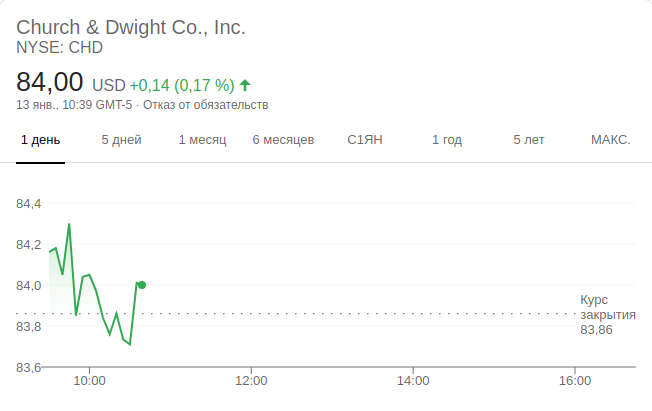 Church & Dwight Co., Inc.
NYSE: CHD
84,00 USD +0,14 (0,17 %)
13 янв., 10:39 GMT-5 · Отказ от обязательств
1 день 5 дней 1 месяц 6 месяцев С1ЯН 1 год 5 лет МАКС.
84,4
84,2
84,0
83,8
83,6
Курс
закрытия
83,86
10:00 12:00 14:00 16:00